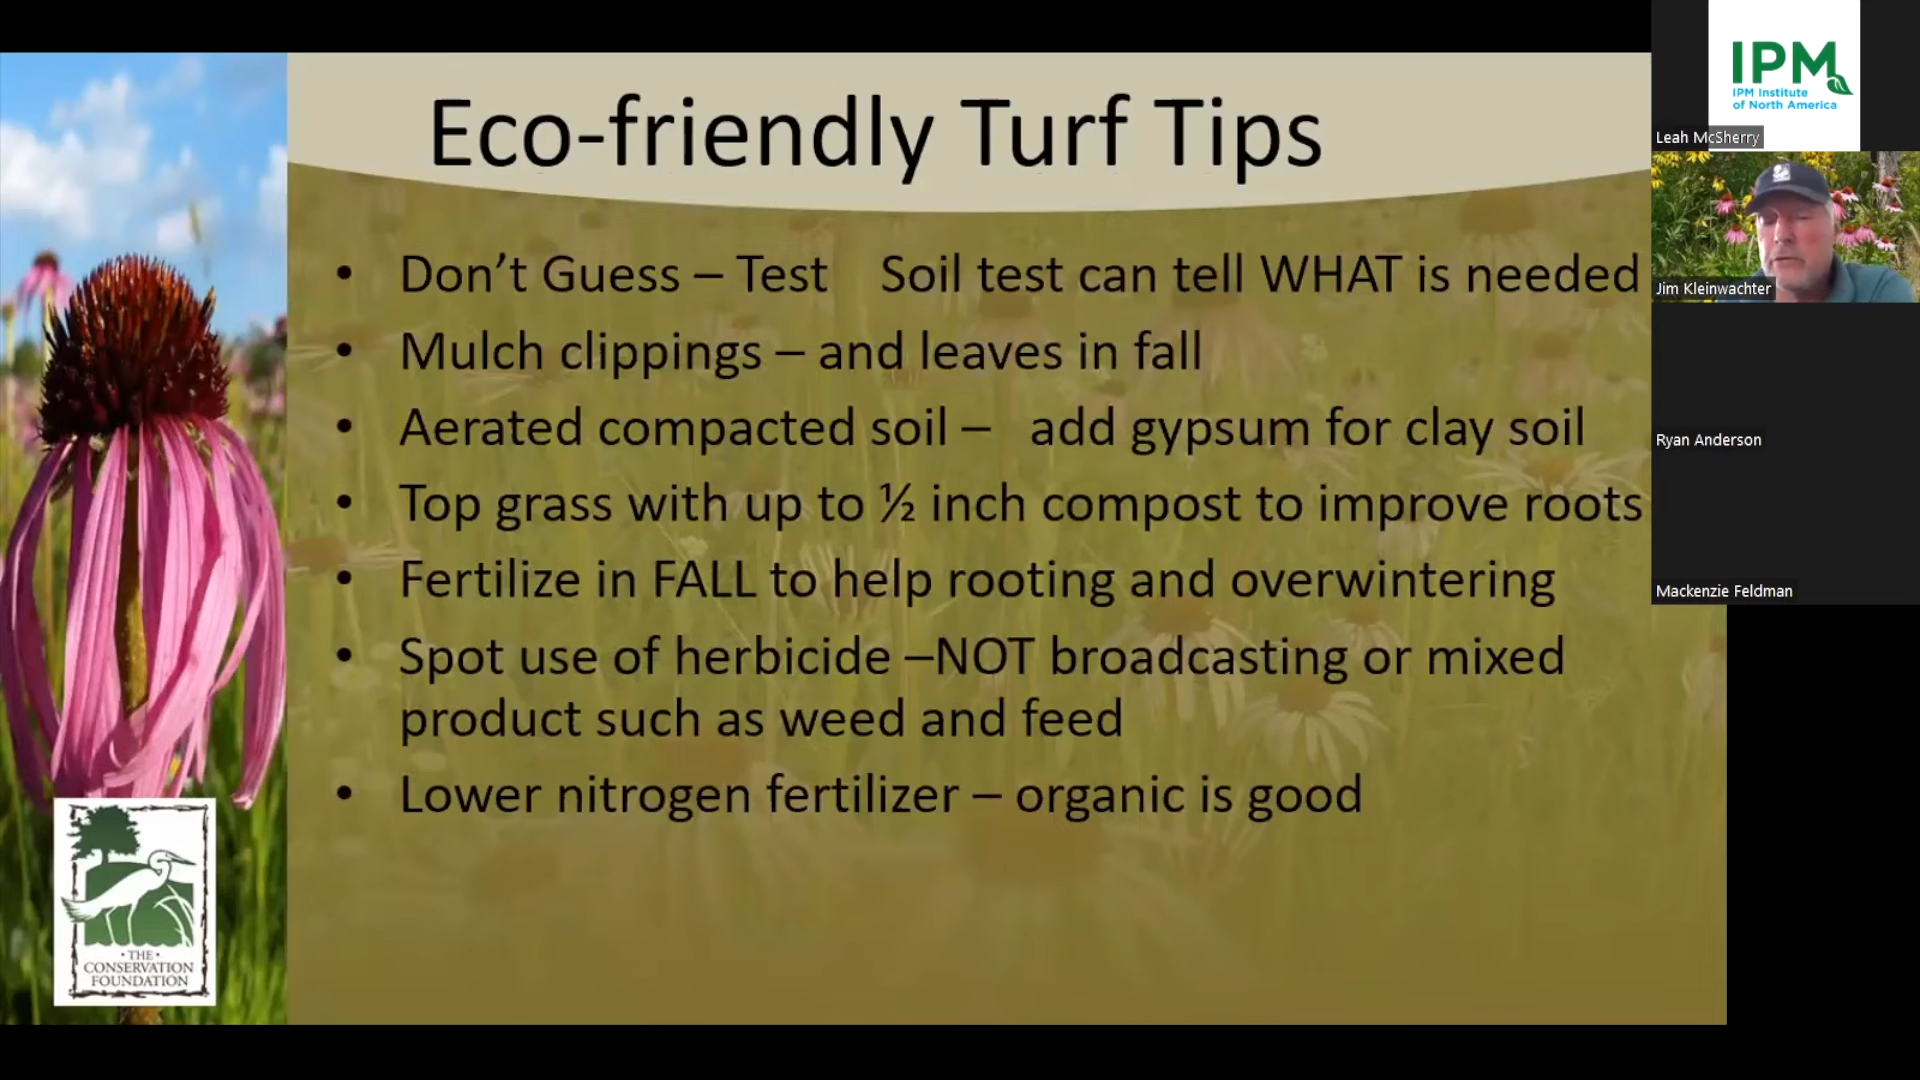 Eco-friendly Turf Tips
• Don’t Guess – Test Soil test can tell WHAT is needed
• Mulch clippings – and leaves in fall
• Aerated compacted soil – add gypsum for clay soil
• Top grass with up to ½ inch compost to improve roots
• Fertilize in FALL to help rooting and overwintering
• Spot use of herbicide –NOT broadcasting or mixed
product such as weed and feed
• Lower nitrogen fertilizer – organic is good
• THE •
CONSERVATION
FOUNDATION
IPM
IPM Institute
of North America
Leah McSherry
Jim Kleinwachter
Ryan Anderson
Mackenzie Feldman